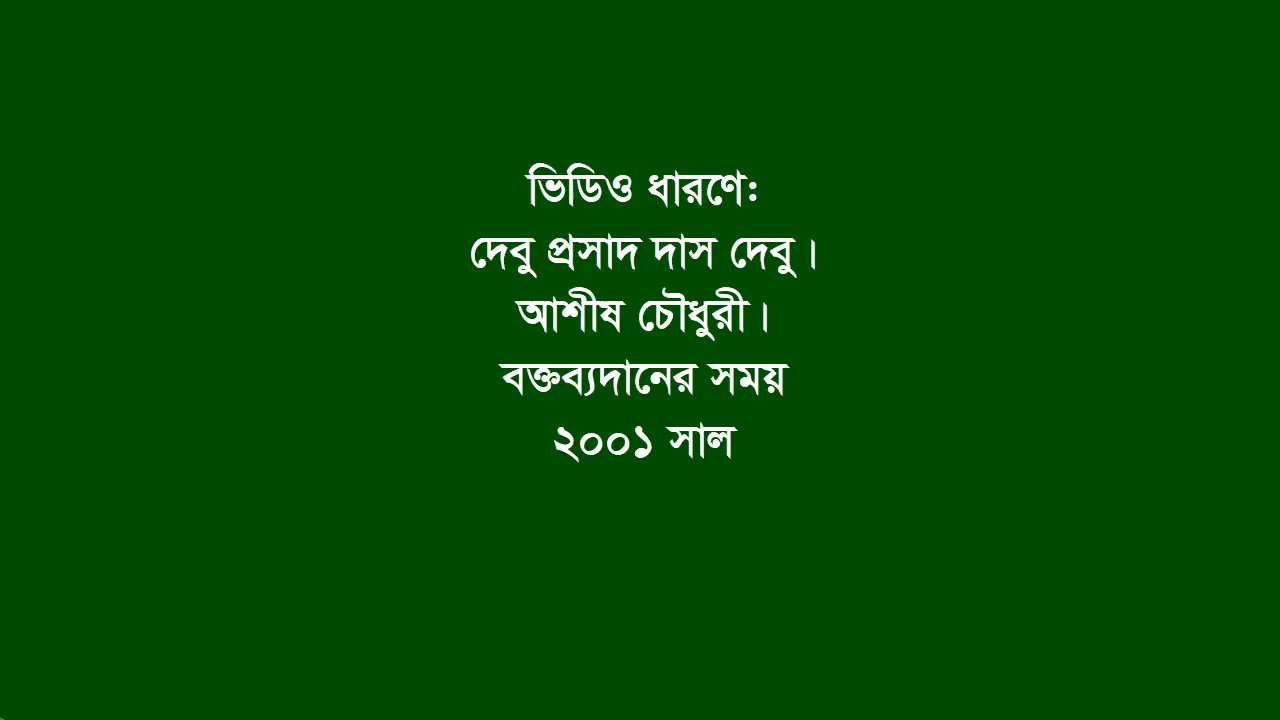 ভিডিও ধারণে:
দেবু প্রসাদ দাস দেবু।
আশীষ চৌধুরী।
বক্তব্যদানের সময়
২০০১ সাল